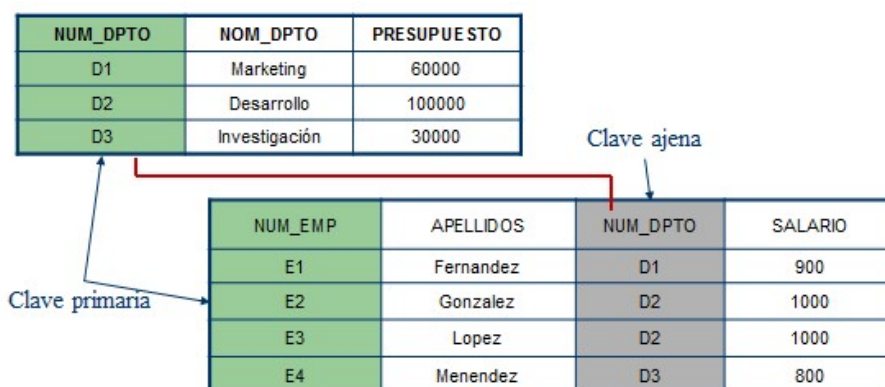 NUM_DPTO NOM_DPTO PRESUPUESTO
D1 Marketing 60000
D2 Desarrollo 100000
D3 Investigación 30000
Clave ajena
NUM_EMP APELLIDOS NUM_DPTO SALARIO
E1 Fernandez D1 900
Clave primaria
E2 Gonzalez D2 1000
E3 Lopez D2 1000
E4 Menendez D3 800